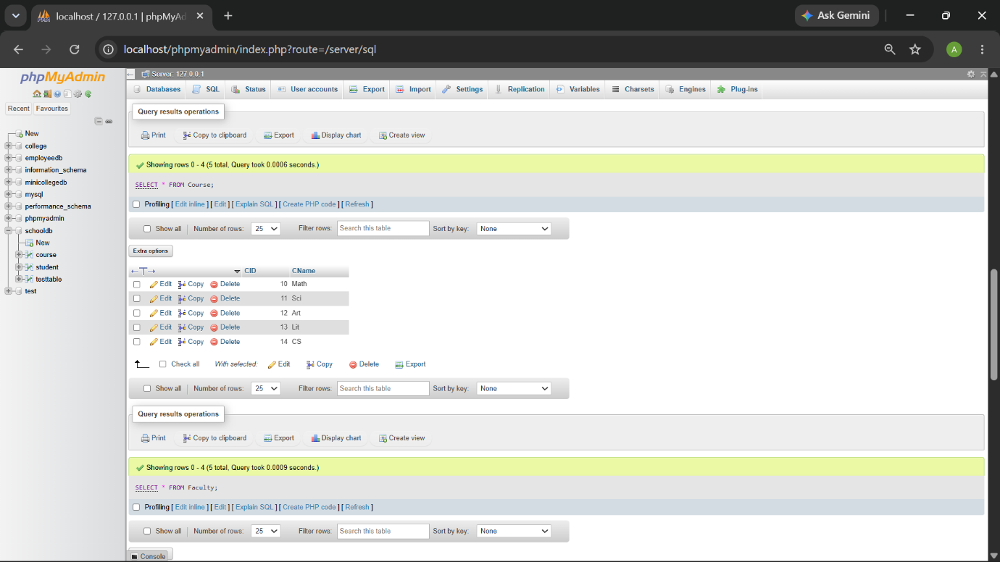 localhost / 127.0.0.1 | phpMyAd
Ask Gemini
localhost/phpmyadmin/index.php?route=/server/sql
A
phpMyAdmin
Recent Favourites
New
college
employeedb
information_schema
minicollegedb
mysql
performance_schema
phpmyadmin
schooldb
New
course
student
testtable
test
Server: 127.0.0.1
Databases SQL Status User accounts Export Import Settings Replication Variables Charsets Engines Plug-ins
Query results operations
Print Copy to clipboard Export Display chart Create view
Showing rows 0 - 4 (5 total, Query took 0.0006 seconds.)
SELECT * FROM Course;
Profiling [ Edit inline ] [ Edit ] [ Explain SQL ] [ Create PHP code ] [ Refresh ]
Show all Number of rows: 25 Filter rows: Search this table Sort by key: None
Extra options
←T→ CID CName
Edit Copy Delete 10 Math
Edit Copy Delete 11 Sci
Edit Copy Delete 12 Art
Edit Copy Delete 13 Lit
Edit Copy Delete 14 CS
Check all With selected: Edit Copy Delete Export
Show all Number of rows: 25 Filter rows: Search this table Sort by key: None
Query results operations
Print Copy to clipboard Export Display chart Create view
Showing rows 0 - 4 (5 total, Query took 0.0009 seconds.)
SELECT * FROM Faculty;
Profiling [ Edit inline ] [ Edit ] [ Explain SQL ] [ Create PHP code ] [ Refresh ]
Show all Number of rows: 25 Filter rows: Search this table Sort by key: None
Console